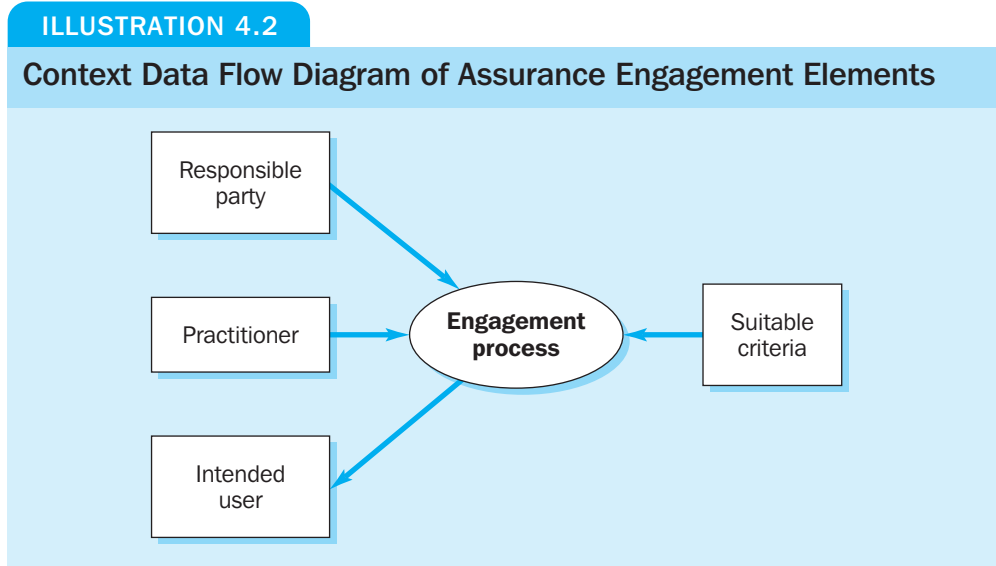 ILLUSTRATION 4.2
Context Data Flow Diagram of Assurance Engagement Elements
Responsible
party
Practitioner
Engagement
process
Suitable
criteria
Intended
user